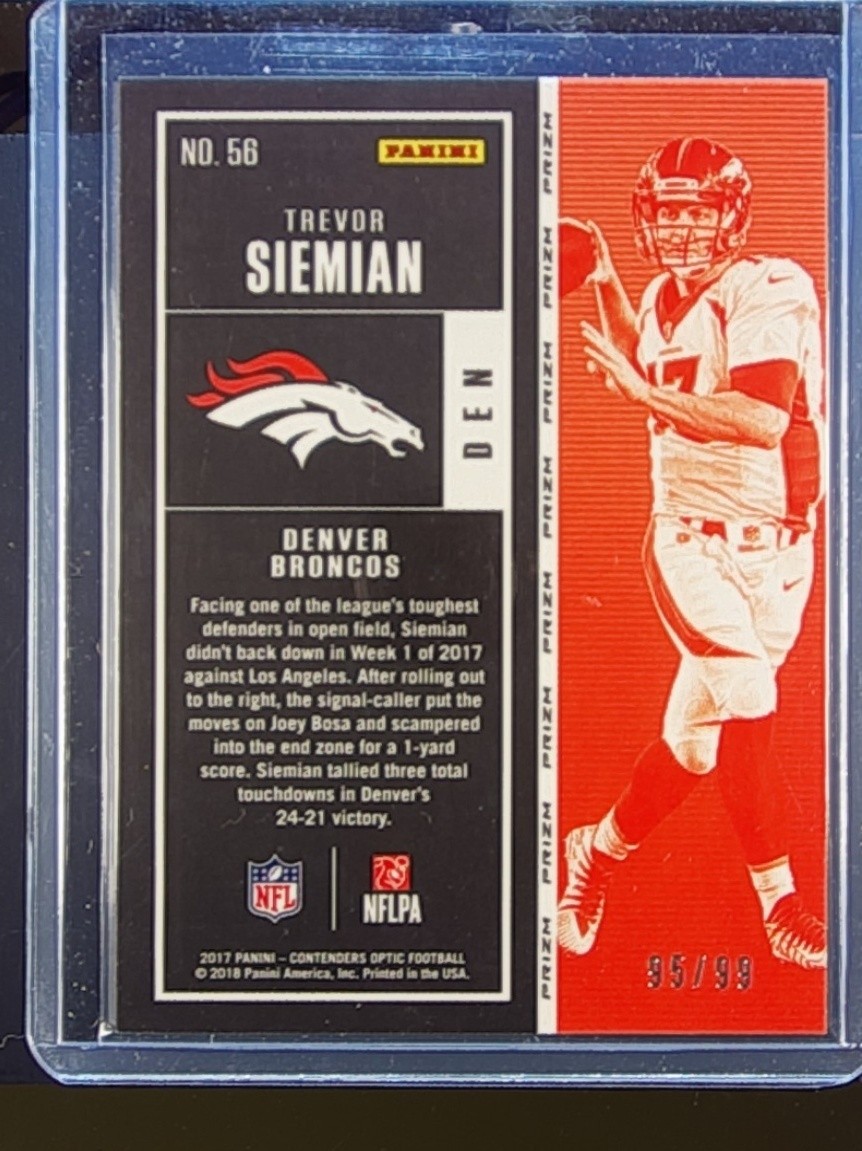 NO. 56
PANINI
TREVOR
SIEMIAN
DEN
DENVER
BRONCOS
Facing one of the league's toughest
defenders in open field, Siemian
didn't back down in Week 1 of 2017
against Los Angeles. After rolling out
to the right, the signal-caller put the
moves on Joey Bosa and scampered
into the end zone for a 1-yard
score. Siemian tallied three total
touchdowns in Denver's
24-21 victory.
NFL
NFLPA
2017 PANINI – CONTENDERS OPTIC FOOTBALL
© 2018 Panini America, Inc. Printed in the USA.
PRIZM PRIZM PRIZM PRIZM PRIZM PRIZM PRIZM PRIZM
17
95/99